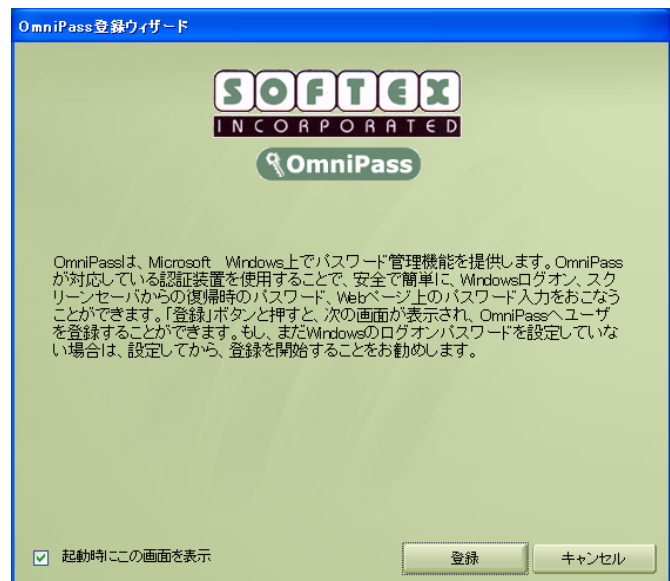 OmniPass登録ウィザード
SOFTEX
INCORPORATED
OmniPass
OmniPassは、Microsoft Windows上でパスワード管理機能を提供します。OmniPass
が対応している認証装置を使用することで、安全で簡単に、Windowsログオン、スク
リーンセーバからの復帰時のパスワード、Webページ上のパスワード入力をおこなう
ことができます。「登録」ボタンと押すと、次の画面が表示され、OmniPassへユーザ
を登録することができます。もし、まだWindowsのログオンパスワードを設定していな
い場合は、設定してから、登録を開始することをお勧めします。
起動時にこの画面を表示
登録
キャンセル